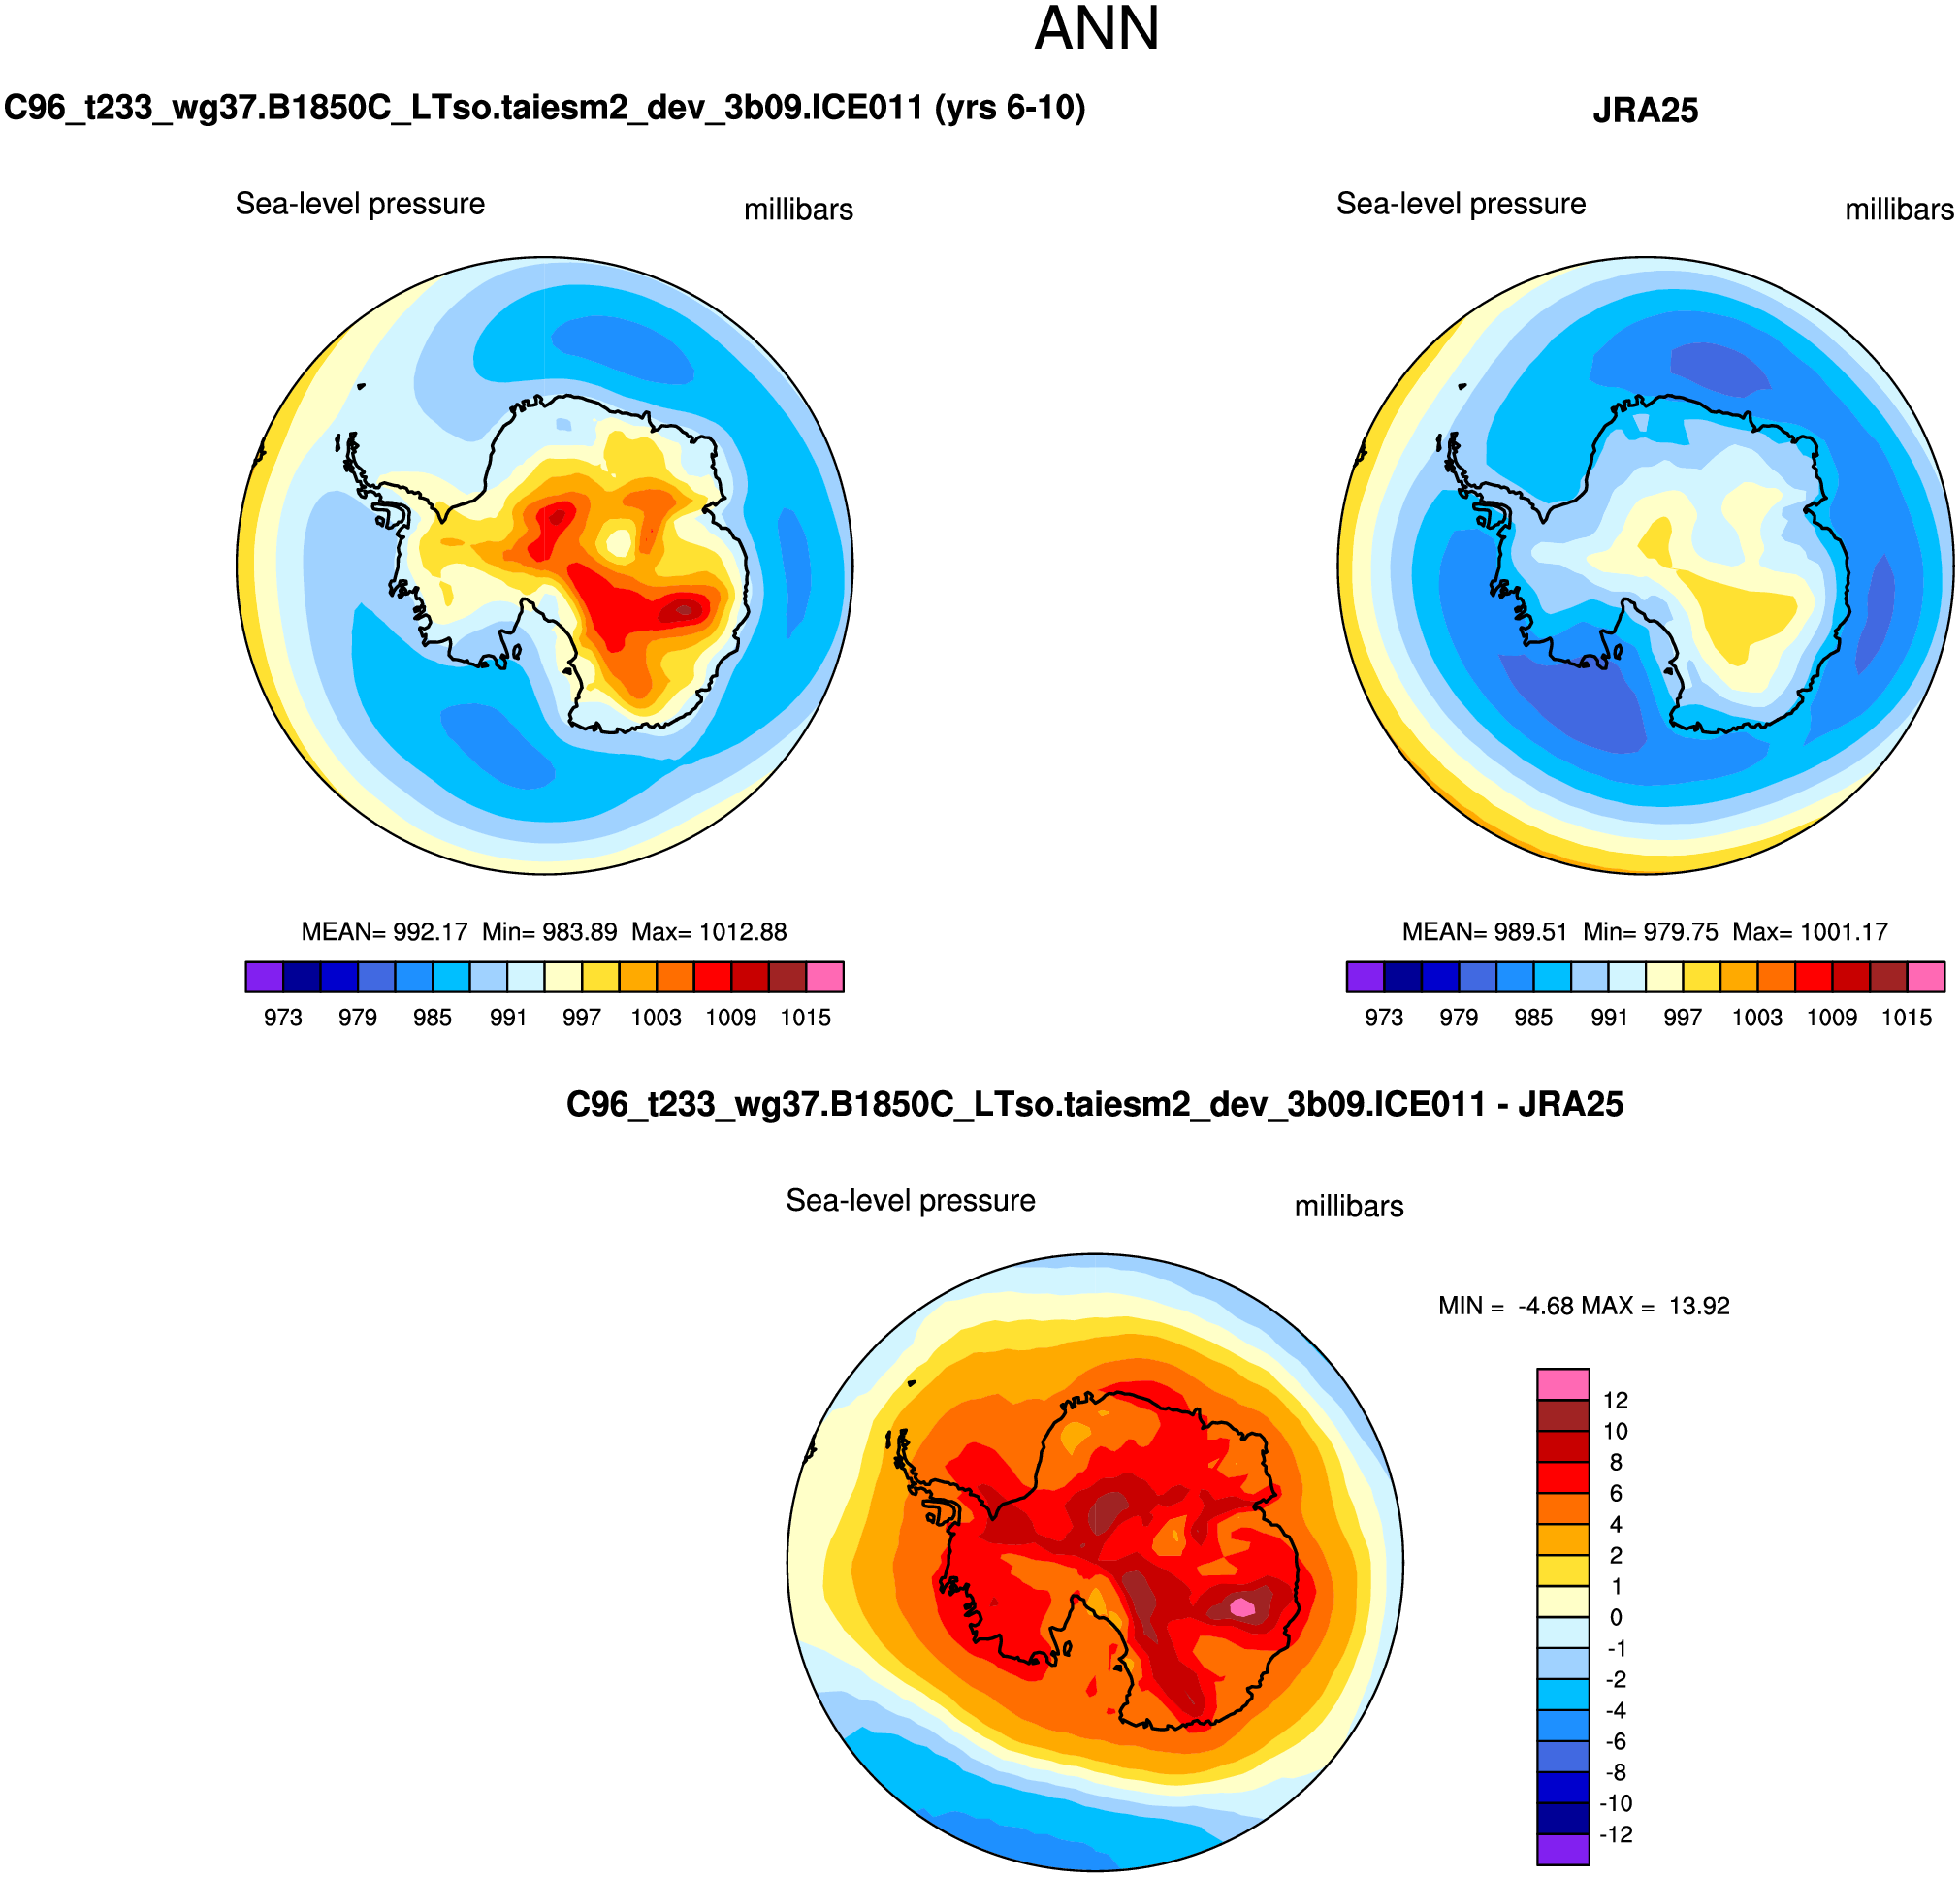 ANN
C96_t233_wg37.B1850C_LTso.taiesm2_dev_3b09.ICE011 (yrs 6-10)
JRA25
Sea-level pressure millibars
Sea-level pressure millibars
MEAN= 992.17 Min= 983.89 Max= 1012.88
973 979 985 991 997 1003 1009 1015
MEAN= 989.51 Min= 979.75 Max= 1001.17
973 979 985 991 997 1003 1009 1015
C96_t233_wg37.B1850C_LTso.taiesm2_dev_3b09.ICE011 - JRA25
Sea-level pressure millibars
MIN = -4.68 MAX = 13.92
12
10
8
6
4
2
1
0
-1
-2
-4
-6
-8
-10
-12